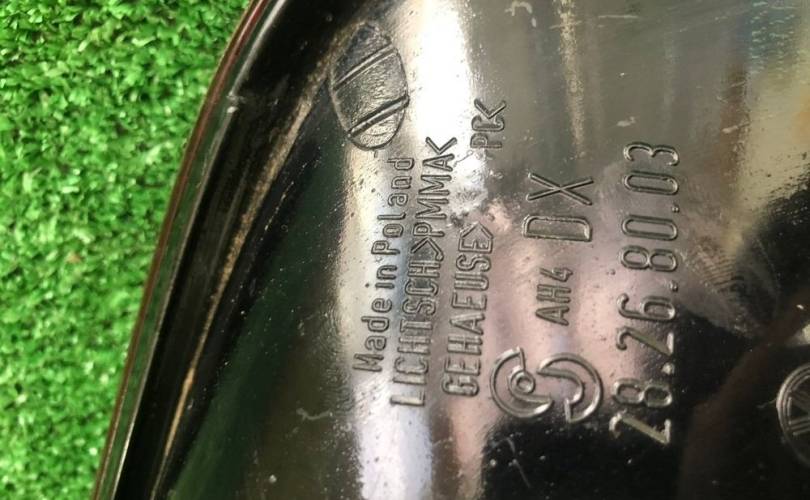 Made in Poland
LICHTSCH>PMMA<
GEHAEUSE> PC<
AH4 DX
28.26.80.03